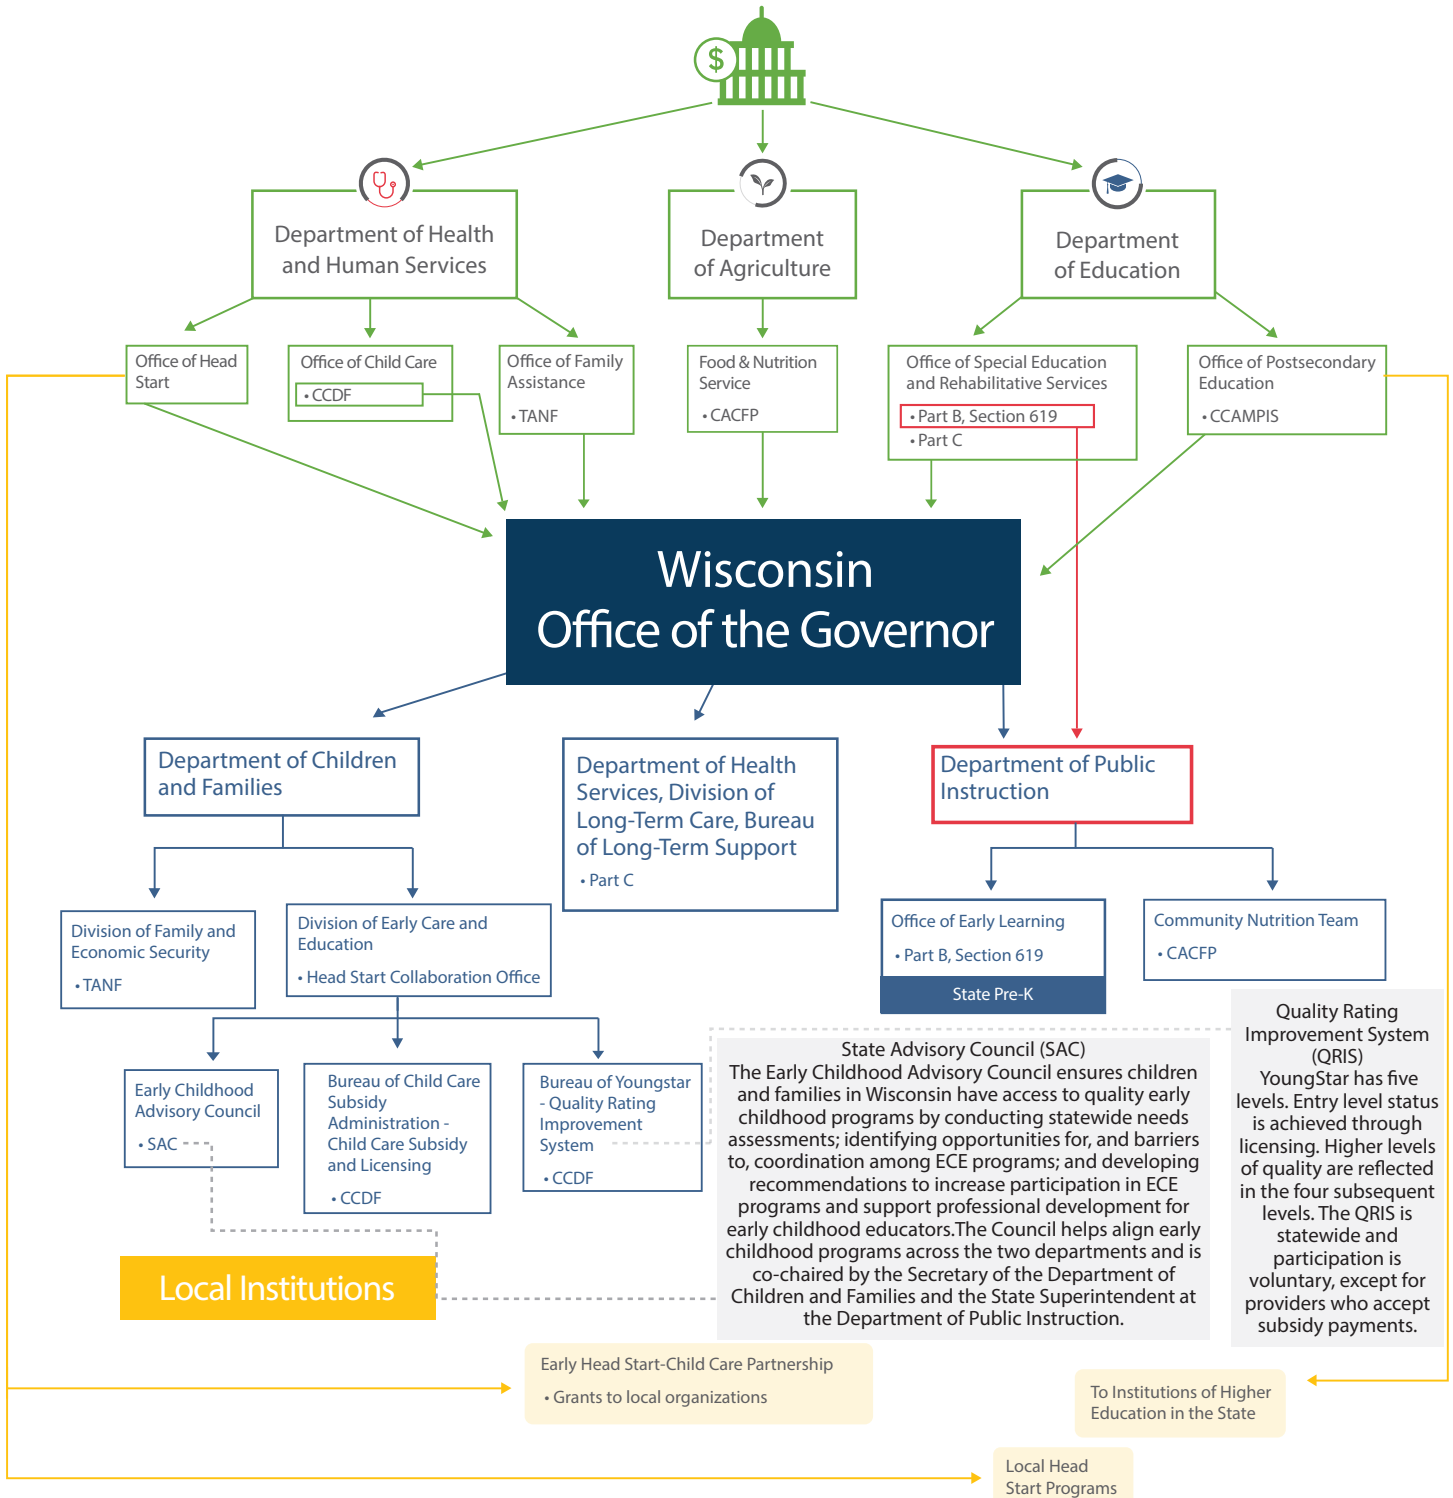 $
Department of Health
and Human Services
Department
of Agriculture
Department
of Education
Office of Head
Start
Office of Child Care
• CCDF
Office of Family
Assistance
• TANF
Food & Nutrition
Service
• CACFP
Office of Special Education
and Rehabilitative Services
• Part B, Section 619
• Part C
Office of Postsecondary
Education
• CCAMPIS
Wisconsin
Office of the Governor
Department of Children
and Families
Department of Health
Services, Division of
Long-Term Care, Bureau
of Long-Term Support
• Part C
Department of Public
Instruction
Division of Family and
Economic Security
• TANF
Division of Early Care and
Education
• Head Start Collaboration Office
Office of Early Learning
• Part B, Section 619
State Pre-K
Community Nutrition Team
• CACFP
Early Childhood
Advisory Council
• SAC
Bureau of Child Care
Subsidy
Administration -
Child Care Subsidy
and Licensing
• CCDF
Bureau of Youngstar
- Quality Rating
Improvement
System
• CCDF
State Advisory Council (SAC)
The Early Childhood Advisory Council ensures children
and families in Wisconsin have access to quality early
childhood programs by conducting statewide needs
assessments; identifying opportunities for, and barriers
to, coordination among ECE programs; and developing
recommendations to increase participation in ECE
programs and support professional development for
early childhood educators.The Council helps align early
childhood programs across the two departments and is
co-chaired by the Secretary of the Department of
Children and Families and the State Superintendent at
the Department of Public Instruction.
Quality Rating
Improvement System
(QRIS)
YoungStar has five
levels. Entry level status
is achieved through
licensing. Higher levels
of quality are reflected
in the four subsequent
levels. The QRIS is
statewide and
participation is
voluntary, except for
providers who accept
subsidy payments.
Local Institutions
Early Head Start-Child Care Partnership
• Grants to local organizations
To Institutions of Higher
Education in the State
Local Head
Start Programs